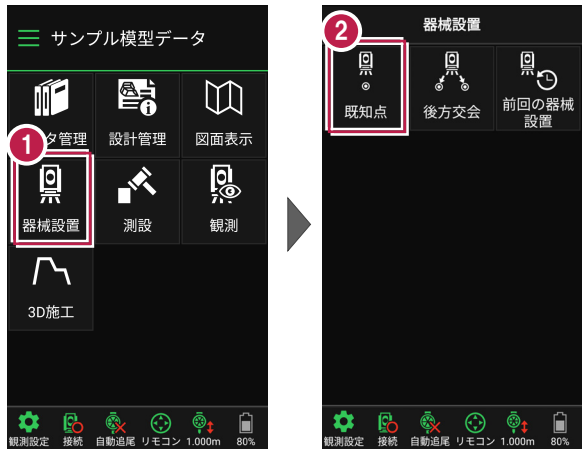 サンプル模型データ
1
タ管理
設計管理
図面表示
器械設置
測設
観測
3D施工
観測設定
接続
自動追尾
リモコン
1.000m
80%
2
器械設置
既知点
後方交会
前回の器械
設置
観測設定
接続
自動追尾
リモコン
1.000m
80%